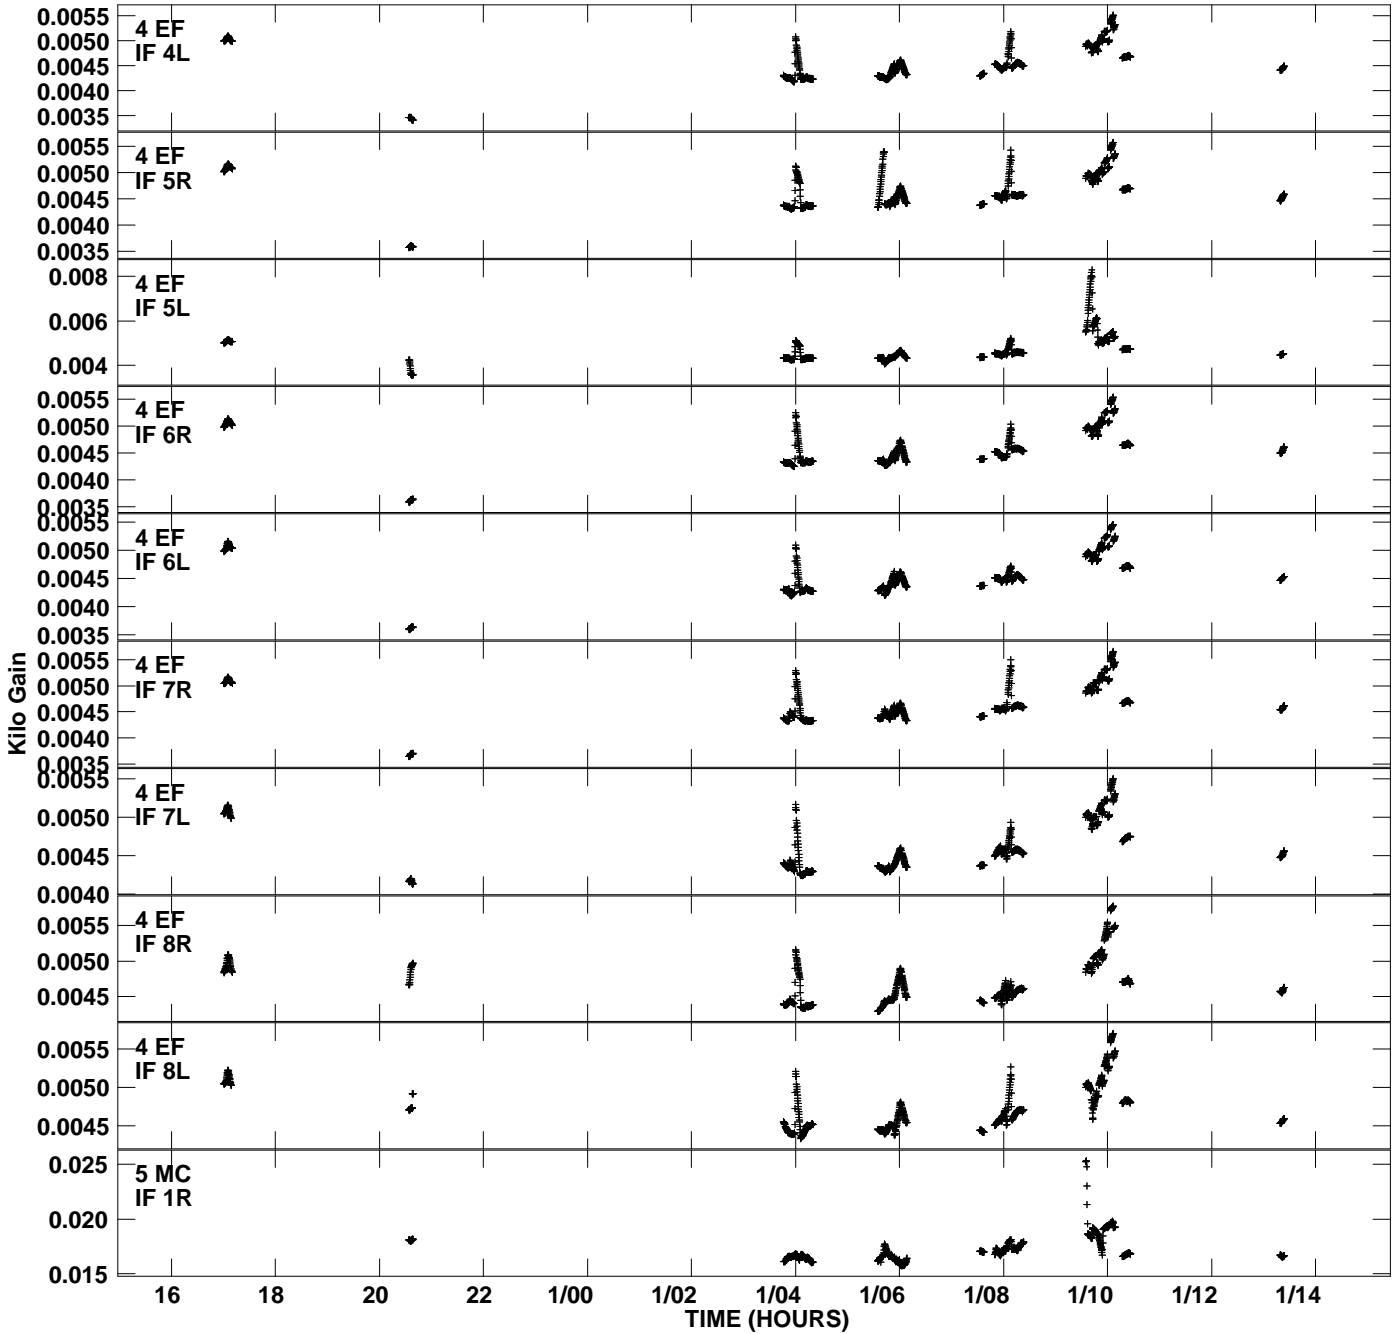 0.0055
0.0050
0.0045
0.0040
0.0035
4 EF
IF 4L
0.0055
0.0050
0.0045
0.0040
0.0035
4 EF
IF 5R
0.008
0.006
0.004
4 EF
IF 5L
0.0055
0.0050
0.0045
0.0040
0.0035
4 EF
IF 6R
0.0055
0.0050
0.0045
0.0040
0.0035
4 EF
IF 6L
0.0055
0.0050
0.0045
0.0040
0.0035
4 EF
IF 7R
Kilo Gain
0.0055
0.0050
0.0045
0.0040
4 EF
IF 7L
0.0055
0.0050
0.0045
4 EF
IF 8R
0.0055
0.0050
0.0045
4 EF
IF 8L
0.025
0.020
0.015
5 MC
IF 1R
16 18 20 22 1/00 1/02 1/04 1/06 1/08 1/10 1/12 1/14
TIME (HOURS)